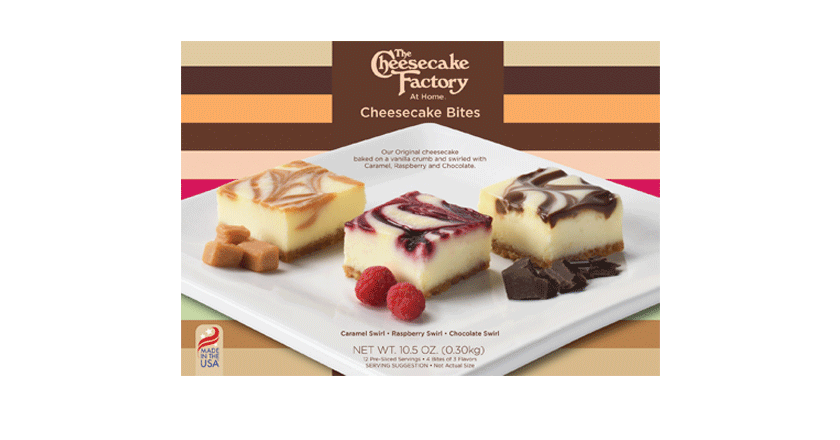 The
Cheesecake
Factory
At Home.
Cheesecake Bites
Our Original cheesecake
baked on a vanilla crumb and swirled with
Caramel, Raspberry and Chocolate.
Caramel Swirl • Raspberry Swirl • Chocolate Swirl
NET WT. 10.5 OZ. (0.30kg)
12 Pre-Sliced Servings • 4 Bites of 3 Flavors
SERVING SUGGESTION • Not Actual Size
MADE
IN THE
USA